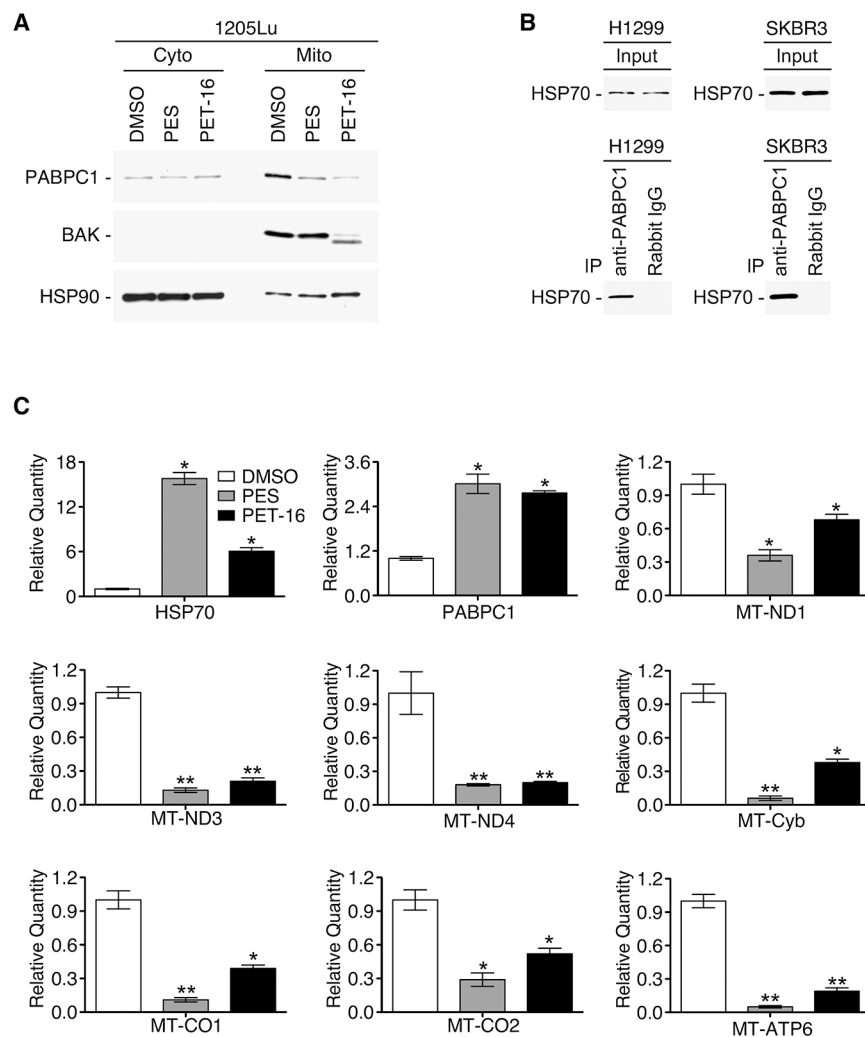 A
1205Lu
Cyto Mito
DMSO PES PET-16 DMSO PES PET-16
PABPC1 -
BAK -
HSP90 -
B
H1299 SKBR3
Input Input
HSP70 - HSP70 -
H1299 SKBR3
IP anti-PABPC1 Rabbit IgG IP anti-PABPC1 Rabbit IgG
HSP70 - HSP70 -
C
Relative Quantity
18
12
6
0
* *
DMSO
PES
PET-16
HSP70
Relative Quantity
3.6
2.4
1.2
0.0
* *
PABPC1
Relative Quantity
1.2
0.9
0.6
0.3
0.0
* *
MT-ND1
Relative Quantity
1.2
0.9
0.6
0.3
0.0
** **
MT-ND3
Relative Quantity
1.2
0.9
0.6
0.3
0.0
** **
MT-ND4
Relative Quantity
1.2
0.9
0.6
0.3
0.0
** *
MT-Cyb
Relative Quantity
1.2
0.9
0.6
0.3
0.0
** *
MT-CO1
Relative Quantity
1.2
0.9
0.6
0.3
0.0
* *
MT-CO2
Relative Quantity
1.2
0.9
0.6
0.3
0.0
** **
MT-ATP6